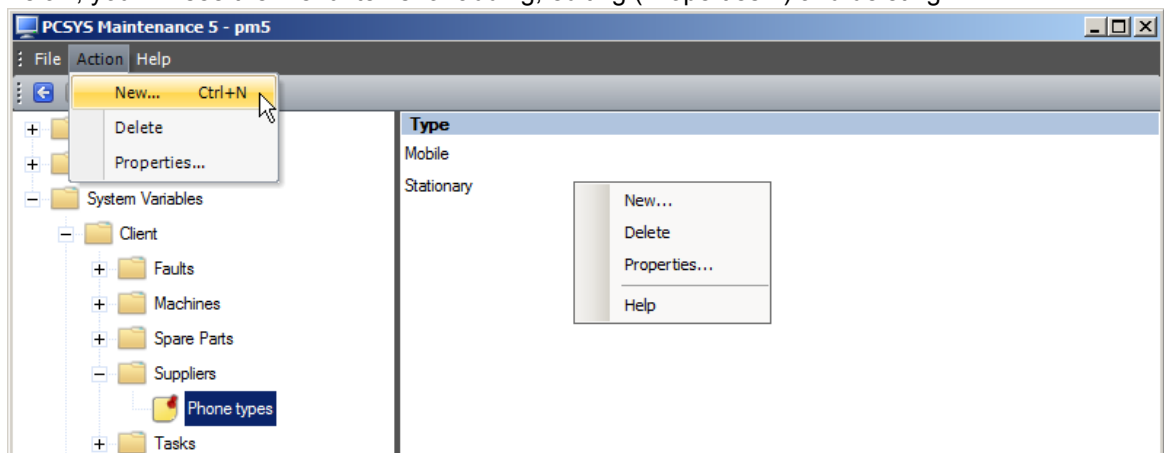 PCSYS Maintenance 5 - pm5
File Action Help
New... Ctrl+N
Delete
Properties...
System Variables
Client
Faults
Machines
Spare Parts
Suppliers
Phone types
Tasks
Type
Mobile
Stationary
New...
Delete
Properties...
Help